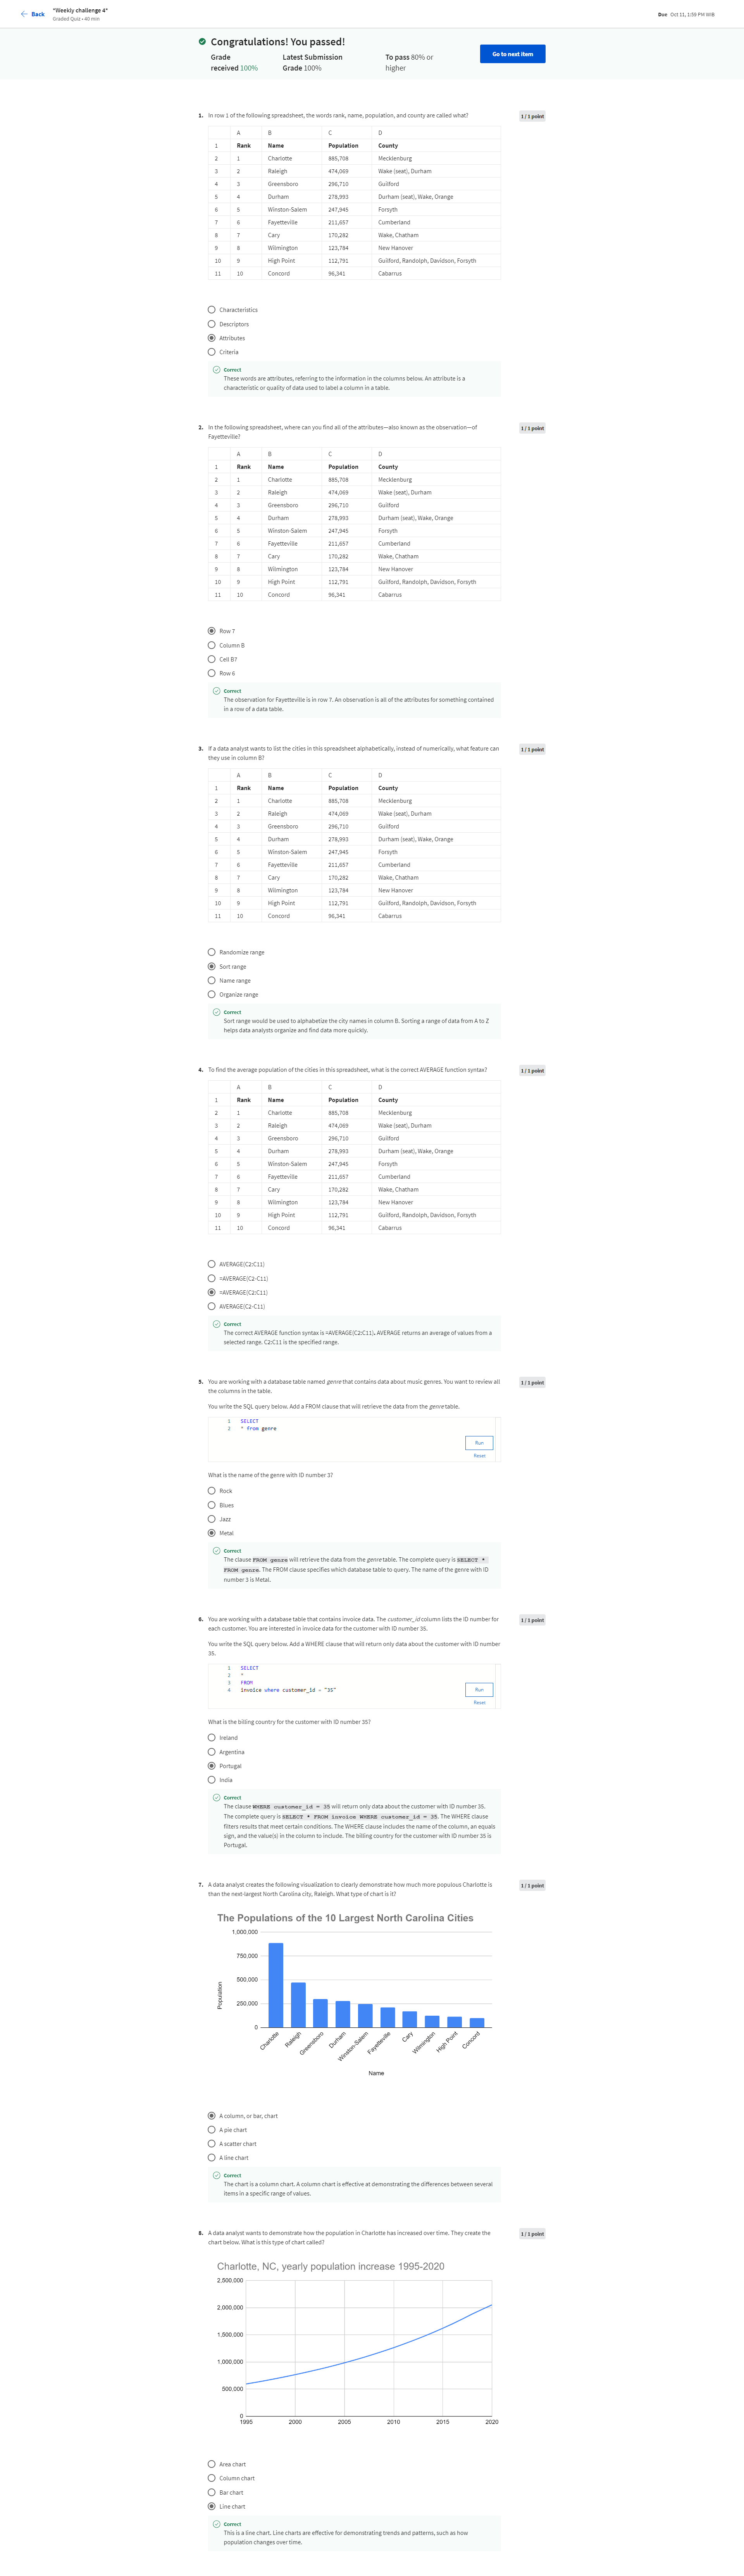 Back
"Weekly challenge 4"
Graded Quiz • 40 min
Due Oct 11, 1:59 PM WIB
Congratulations! You passed!
Grade received 100%
Latest Submission Grade 100%
To pass 80% or higher
Go to next item
1. In row 1 of the following spreadsheet, the words rank, name, population, and county are called what?
1 / 1 point
A B C D
1 Rank Name Population County
2 1 Charlotte 885,708 Mecklenburg
3 2 Raleigh 474,069 Wake (seat), Durham
4 3 Greensboro 296,710 Guilford
5 4 Durham 278,993 Durham (seat), Wake, Orange
6 5 Winston-Salem 247,945 Forsyth
7 6 Fayetteville 211,657 Cumberland
8 7 Cary 170,282 Wake, Chatham
9 8 Wilmington 123,784 New Hanover
10 9 High Point 112,791 Guilford, Randolph, Davidson, Forsyth
11 10 Concord 96,341 Cabarrus
Characteristics
Descriptors
Attributes
Criteria
Correct
These words are attributes, referring to the information in the columns below. An attribute is a
characteristic or quality of data used to label a column in a table.
2. In the following spreadsheet, where can you find all of the attributes—also known as the observation—of
Fayetteville?
1 / 1 point
A B C D
1 Rank Name Population County
2 1 Charlotte 885,708 Mecklenburg
3 2 Raleigh 474,069 Wake (seat), Durham
4 3 Greensboro 296,710 Guilford
5 4 Durham 278,993 Durham (seat), Wake, Orange
6 5 Winston-Salem 247,945 Forsyth
7 6 Fayetteville 211,657 Cumberland
8 7 Cary 170,282 Wake, Chatham
9 8 Wilmington 123,784 New Hanover
10 9 High Point 112,791 Guilford, Randolph, Davidson, Forsyth
11 10 Concord 96,341 Cabarrus
Row 7
Column B
Cell B7
Row 6
Correct
The observation for Fayetteville is in row 7. An observation is all of the attributes for something contained
in a row of a data table.
3. If a data analyst wants to list the cities in this spreadsheet alphabetically, instead of numerically, what feature can
they use in column B?
1 / 1 point
A B C D
1 Rank Name Population County
2 1 Charlotte 885,708 Mecklenburg
3 2 Raleigh 474,069 Wake (seat), Durham
4 3 Greensboro 296,710 Guilford
5 4 Durham 278,993 Durham (seat), Wake, Orange
6 5 Winston-Salem 247,945 Forsyth
7 6 Fayetteville 211,657 Cumberland
8 7 Cary 170,282 Wake, Chatham
9 8 Wilmington 123,784 New Hanover
10 9 High Point 112,791 Guilford, Randolph, Davidson, Forsyth
11 10 Concord 96,341 Cabarrus
Randomize range
Sort range
Name range
Organize range
Correct
Sort range would be used to alphabetize the city names in column B. Sorting a range of data from A to Z
helps data analysts organize and find data more quickly.
4. To find the average population of the cities in this spreadsheet, what is the correct AVERAGE function syntax?
1 / 1 point
A B C D
1 Rank Name Population County
2 1 Charlotte 885,708 Mecklenburg
3 2 Raleigh 474,069 Wake (seat), Durham
4 3 Greensboro 296,710 Guilford
5 4 Durham 278,993 Durham (seat), Wake, Orange
6 5 Winston-Salem 247,945 Forsyth
7 6 Fayetteville 211,657 Cumberland
8 7 Cary 170,282 Wake, Chatham
9 8 Wilmington 123,784 New Hanover
10 9 High Point 112,791 Guilford, Randolph, Davidson, Forsyth
11 10 Concord 96,341 Cabarrus
AVERAGE(C2:C11)
=AVERAGE(C2-C11)
=AVERAGE(C2:C11)
AVERAGE(C2-C11)
Correct
The correct AVERAGE function syntax is =AVERAGE(C2:C11). AVERAGE returns an average of values from a
selected range. C2:C11 is the specified range.
5. You are working with a database table named genre that contains data about music genres. You want to review all
the columns in the table.
1 / 1 point
You write the SQL query below. Add a FROM clause that will retrieve the data from the genre table.
1 SELECT
2 * from genre
Run
Reset
What is the name of the genre with ID number 3?
Rock
Blues
Jazz
Metal
Correct
The clause FROM genre will retrieve the data from the genre table. The complete query is SELECT *
FROM genre. The FROM clause specifies which database table to query. The name of the genre with ID
number 3 is Metal.
6. You are working with a database table that contains invoice data. The customer_id column lists the ID number for
each customer. You are interested in invoice data for the customer with ID number 35.
1 / 1 point
You write the SQL query below. Add a WHERE clause that will return only data about the customer with ID number
35.
1 SELECT
2 *
3 FROM
4 invoice where customer_id = "35"
Run
Reset
What is the billing country for the customer with ID number 35?
Ireland
Argentina
Portugal
India
Correct
The clause WHERE customer_id = 35 will return only data about the customer with ID number 35.
The complete query is SELECT * FROM invoice WHERE customer_id = 35. The WHERE clause
filters results that meet certain conditions. The WHERE clause includes the name of the column, an equals
sign, and the value(s) in the column to include. The billing country for the customer with ID number 35 is
Portugal.
7. A data analyst creates the following visualization to clearly demonstrate how much more populous Charlotte is
than the next-largest North Carolina city, Raleigh. What type of chart is it?
1 / 1 point
The Populations of the 10 Largest North Carolina Cities
1,000,000
750,000
500,000
250,000
0
Population
Charlotte
Raleigh
Greensboro
Durham
Winston-Salem
Fayetteville
Cary
Wilmington
High Point
Concord
Name
A column, or bar, chart
A pie chart
A scatter chart
A line chart
Correct
The chart is a column chart. A column chart is effective at demonstrating the differences between several
items in a specific range of values.
8. A data analyst wants to demonstrate how the population in Charlotte has increased over time. They create the
chart below. What is this type of chart called?
1 / 1 point
Charlotte, NC, yearly population increase 1995-2020
2,500,000
2,000,000
1,500,000
1,000,000
500,000
0
1995 2000 2005 2010 2015 2020
Area chart
Column chart
Bar chart
Line chart
Correct
This is a line chart. Line charts are effective for demonstrating trends and patterns, such as how
population changes over time.